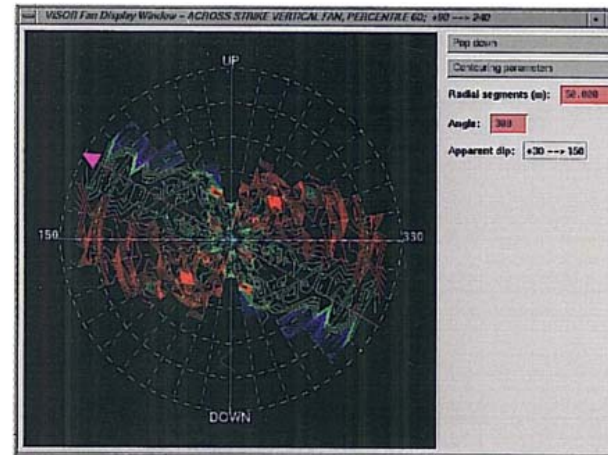 ViSOR Fan Display Window – ACROSS STRIKE VERTICAL FAN, PERCENTILE 60; +90 ---> 240
Pop down
Contouring parameters
Radial segments (m): 50.000
Angle: 300
Apparent dip: +30 ---> 150
UP
150
330
DOWN